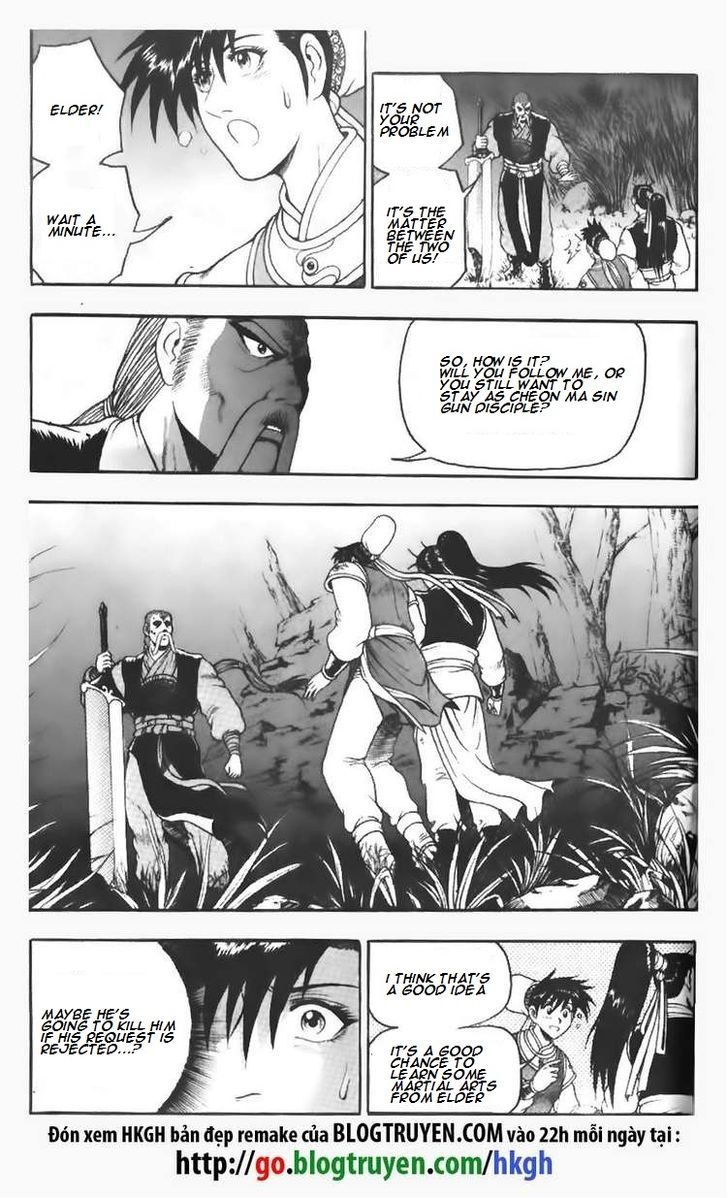 ELDER!
WAIT A
MINUTE...
IT'S NOT
YOUR
PROBLEM
IT'S THE
MATTER
BETWEEN
THE TWO
OF US!
SO, HOW IS IT?
WILL YOU FOLLOW ME, OR
YOU STILL WANT TO
STAY AS CHEON MA SIN
GUN DISCIPLE?
MAYBE HE'S
GOING TO KILL HIM
IF HIS REQUEST IS
REJECTED...?
I THINK THAT'S
A GOOD IDEA
IT'S A GOOD
CHANCE TO
LEARN SOME
MARTIAL ARTS
FROM ELDER
Đón xem HKGH bản đẹp remake của BLOGTRUYEN.COM vào 22h mỗi ngày tại :
http://go.blogtruyen.com/hkgh